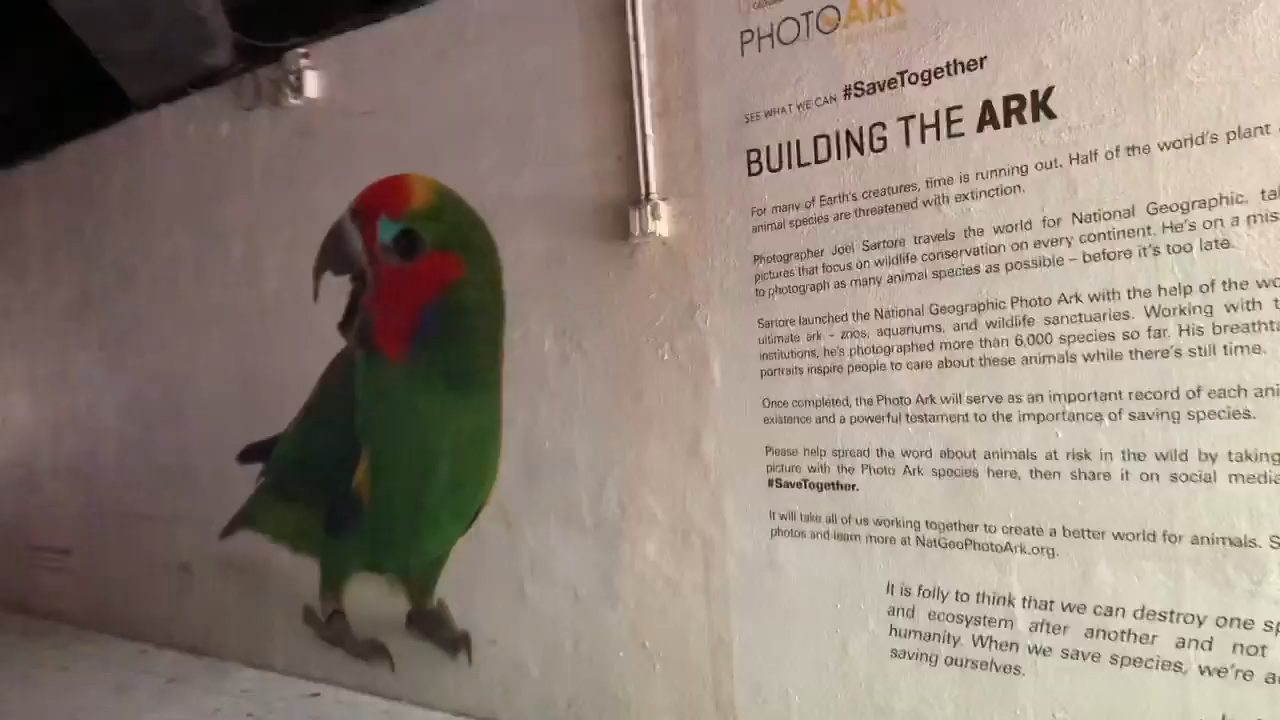 PHOTOARK
SEE WHAT WE CAN #SaveTogether
BUILDING THE ARK
For many of Earth's creatures, time is running out. Half of the world's plant
animal species are threatened with extinction.
Photographer Joel Sartore travels the world for National Geographic, ta
pictures that focus on wildlife conservation on every continent. He's on a mis
to photograph as many animal species as possible – before it's too late.
Sartore launched the National Geographic Photo Ark with the help of the wo
ultimate ark – zoos, aquariums, and wildlife sanctuaries. Working with t
institutions, he's photographed more than 6,000 species so far. His breathta
portraits inspire people to care about these animals while there's still time.
Once completed, the Photo Ark will serve as an important record of each ani
existence and a powerful testament to the importance of saving species.
Please help spread the word about animals at risk in the wild by taking
picture with the Photo Ark species here, then share it on social media
#SaveTogether.
It will take all of us working together to create a better world for animals. S
photos and learn more at NatGeoPhotoArk.org.
It is folly to think that we can destroy one sp
and ecosystem after another and not
humanity. When we save species, we're a
saving ourselves.